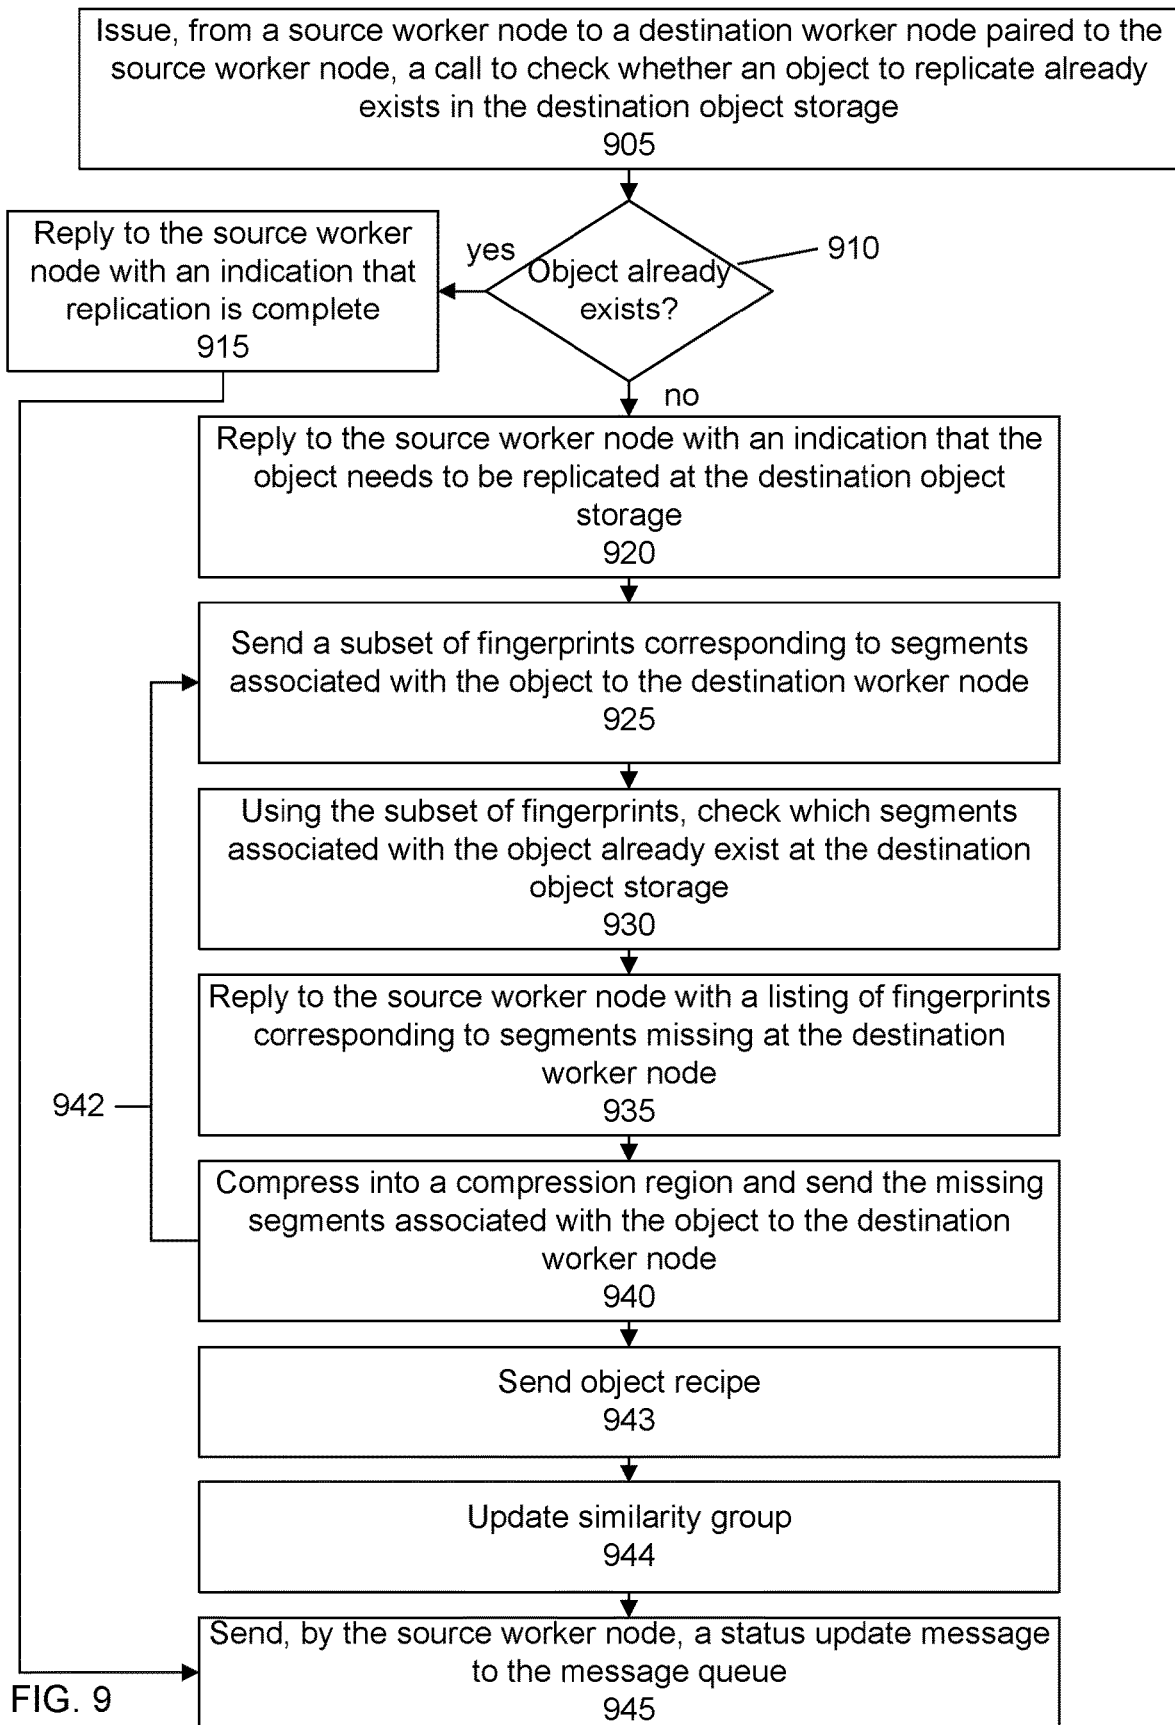 Issue, from a source worker node to a destination worker node paired to the
source worker node, a call to check whether an object to replicate already
exists in the destination object storage
905
Reply to the source worker
node with an indication that
replication is complete
915
yes
Object already
exists?
910
no
Reply to the source worker node with an indication that the
object needs to be replicated at the destination object
storage
920
Send a subset of fingerprints corresponding to segments
associated with the object to the destination worker node
925
Using the subset of fingerprints, check which segments
associated with the object already exist at the destination
object storage
930
Reply to the source worker node with a listing of fingerprints
corresponding to segments missing at the destination
worker node
935
942
Compress into a compression region and send the missing
segments associated with the object to the destination
worker node
940
Send object recipe
943
Update similarity group
944
Send, by the source worker node, a status update message
to the message queue
945
FIG. 9